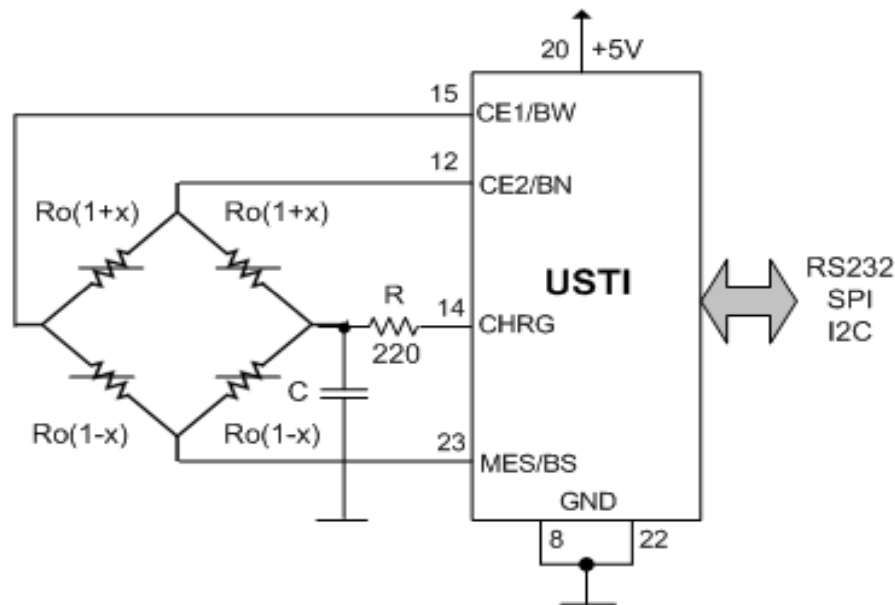 20 +5V
15
CE1/BW
12
CE2/BN
Ro(1+x) Ro(1+x)
USTI
RS232
SPI
I2C
R
14
CHRG
220
C
Ro(1-x) Ro(1-x)
23
MES/BS
GND
8 22